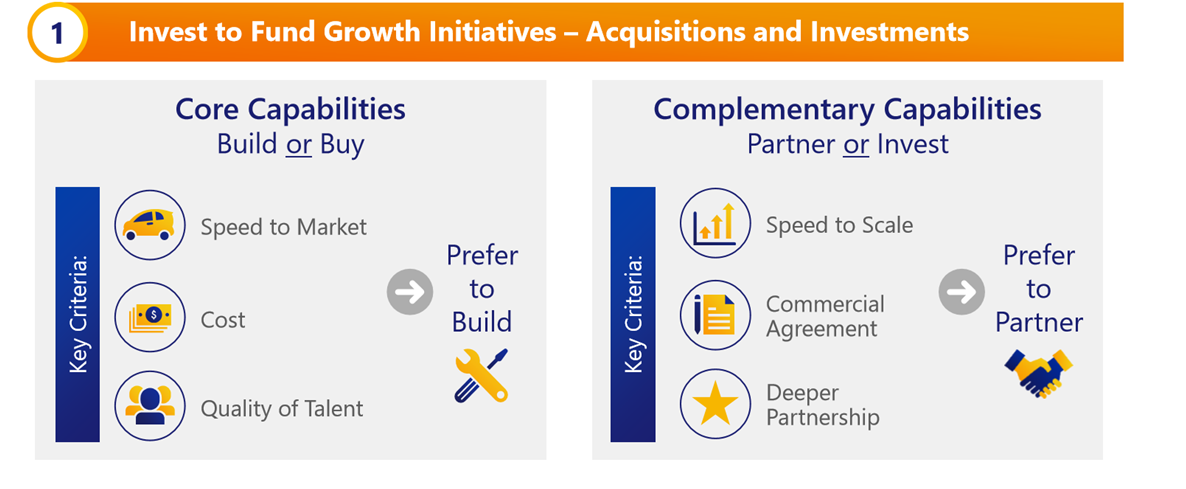 1
Invest to Fund Growth Initiatives – Acquisitions and Investments
Core Capabilities
Build or Buy
Key Criteria:
Speed to Market
$
Cost
Quality of Talent
Prefer
to
Build
Complementary Capabilities
Partner or Invest
Key Criteria:
Speed to Scale
Commercial
Agreement
Deeper
Partnership
Prefer
to
Partner